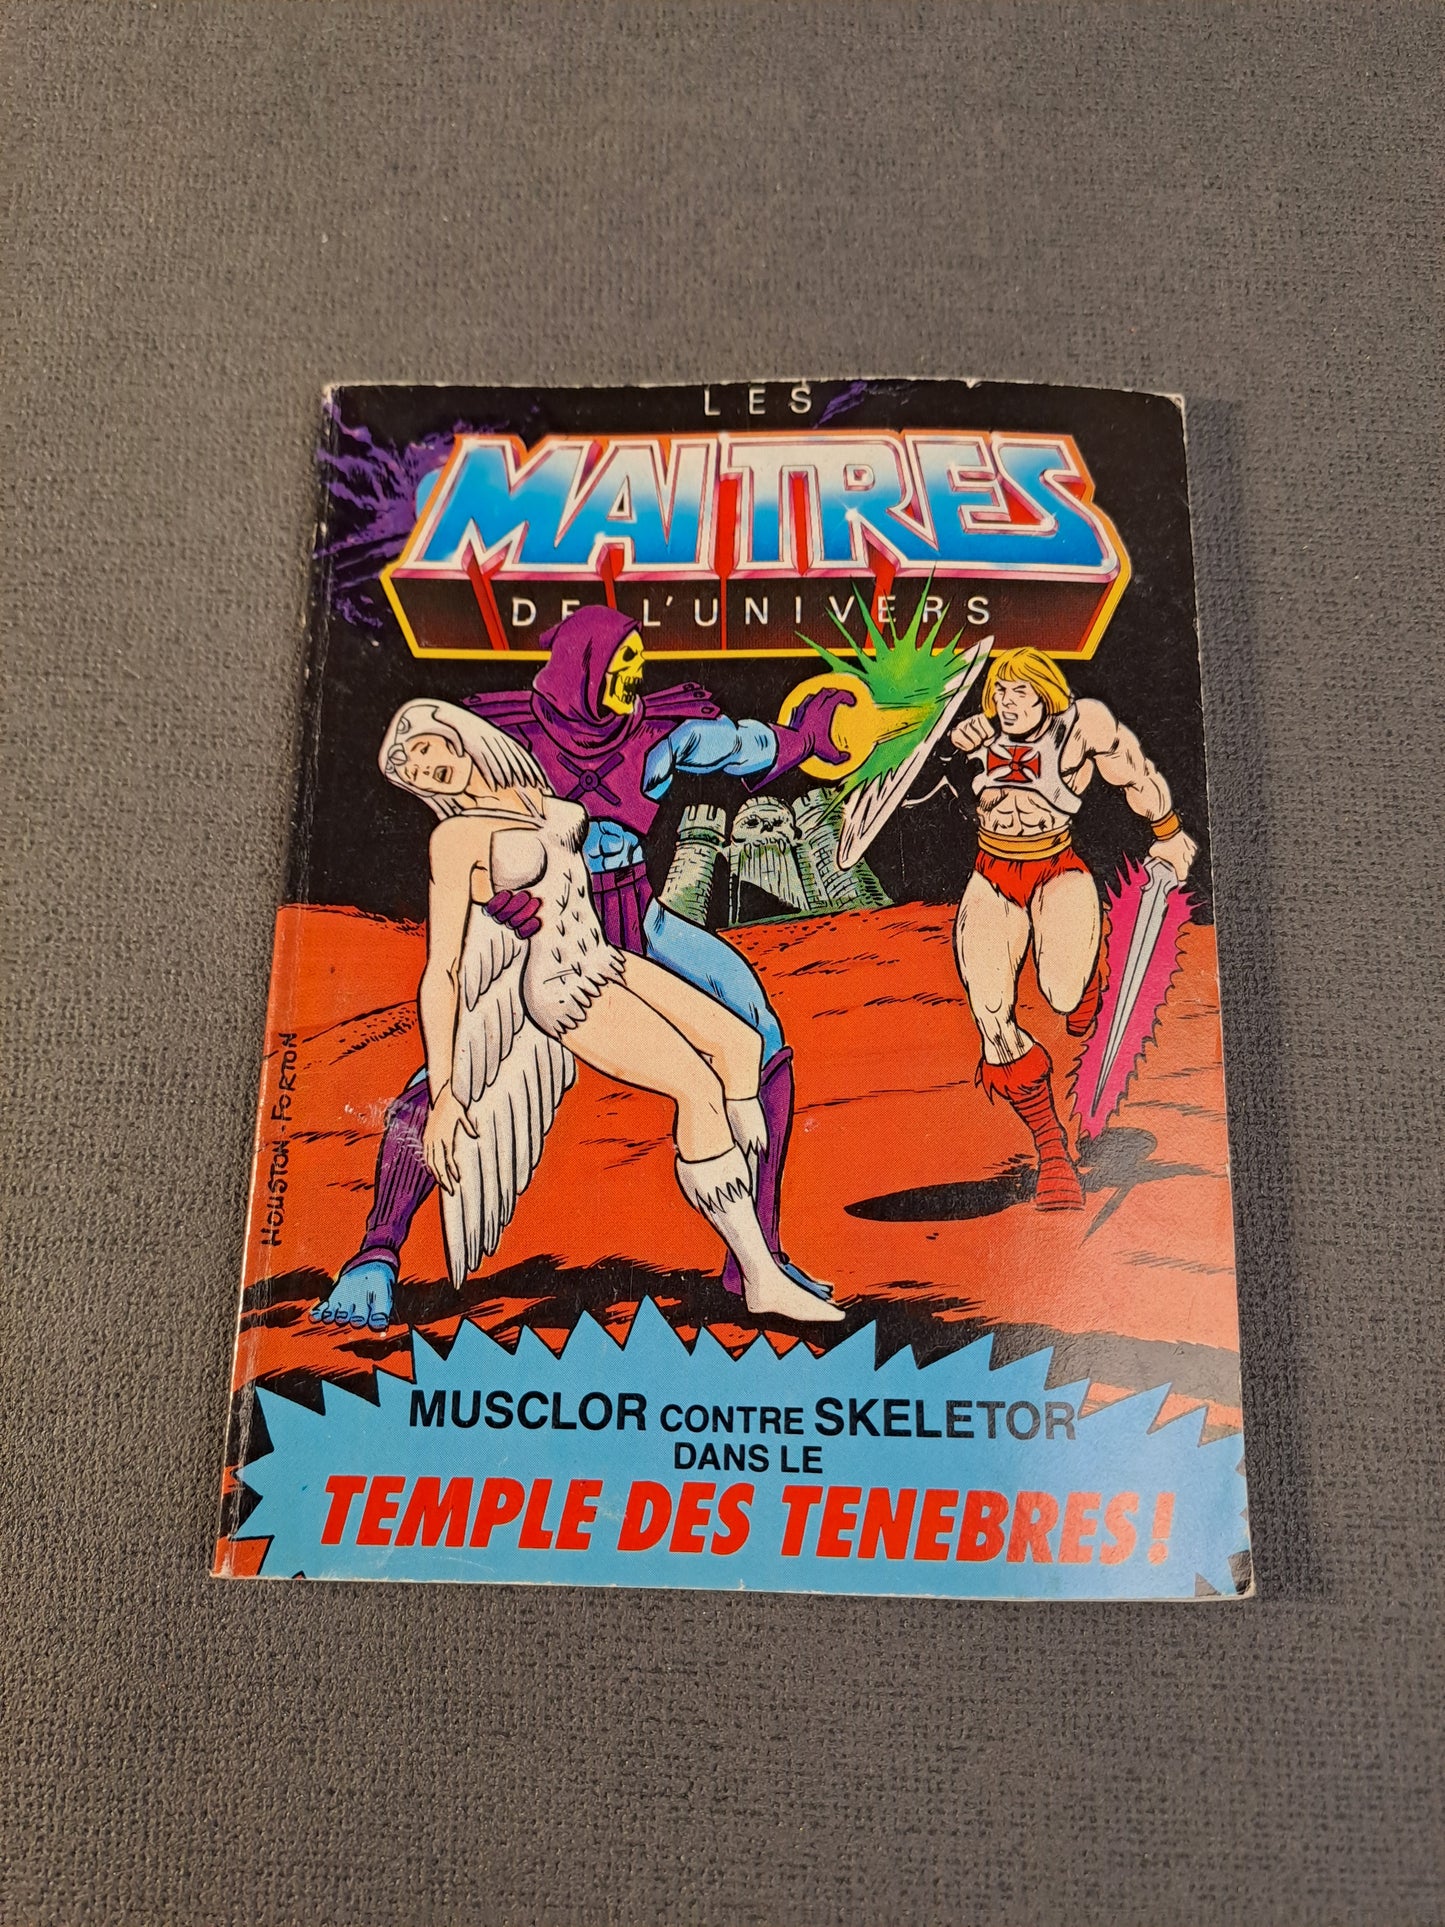 LES
MAITRES
DE L'UNIVERS
HOUSTON - FORTON
MUSCLOR CONTRE SKELETOR
DANS LE
TEMPLE DES TENEBRES!